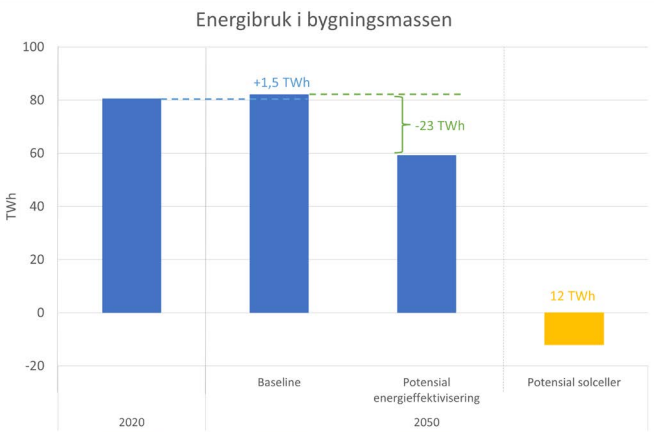 Energibruk i bygningsmassen
100
80
60
40
20
0
-20
TWh
+1,5 TWh
-23 TWh
12 TWh
Baseline
Potensial
energieffektivisering
Potensial solceller
2020
2050